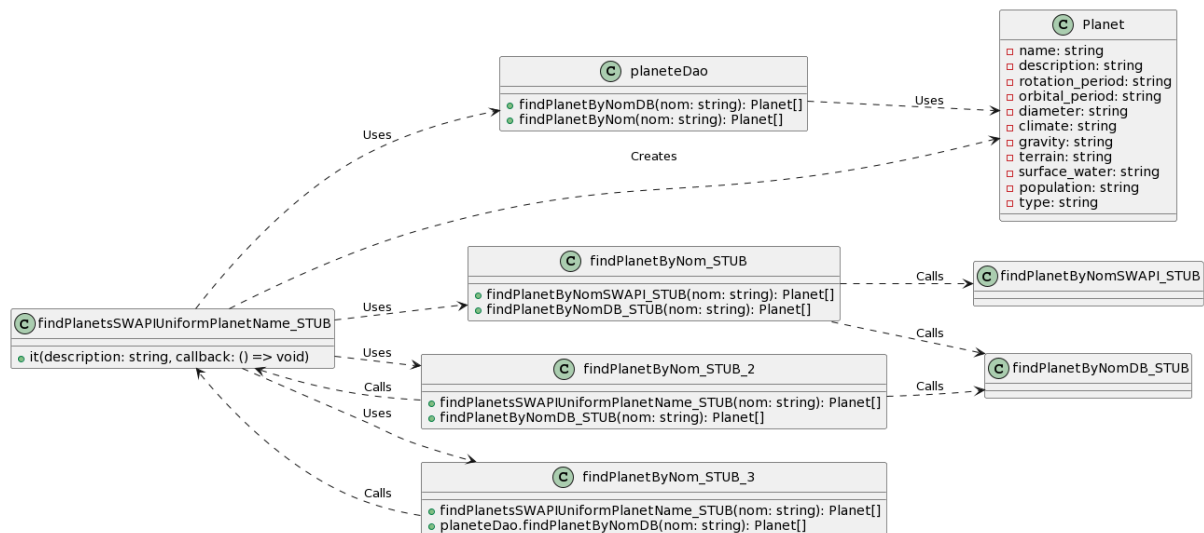 C Planet
name: string
description: string
rotation_period: string
orbital_period: string
diameter: string
climate: string
gravity: string
terrain: string
surface_water: string
population: string
type: string
C planeteDao
findPlanetByNomDB(nom: string): Planet[]
findPlanetByNom(nom: string): Planet[]
Uses
Uses
Creates
C findPlanetByNom_STUB
findPlanetByNomSWAPI_STUB(nom: string): Planet[]
findPlanetByNomDB_STUB(nom: string): Planet[]
Calls
C findPlanetByNomSWAPI_STUB
C findPlanetsSWAPIUniformPlanetName_STUB
it(description: string, callback: () => void)
Uses
Calls
C findPlanetByNomDB_STUB
Uses
C findPlanetByNom_STUB_2
findPlanetsSWAPIUniformPlanetName_STUB(nom: string): Planet[]
findPlanetByNomDB_STUB(nom: string): Planet[]
Calls
Calls
Uses
C findPlanetByNom_STUB_3
findPlanetsSWAPIUniformPlanetName_STUB(nom: string): Planet[]
planeteDao.findPlanetByNomDB(nom: string): Planet[]
Calls